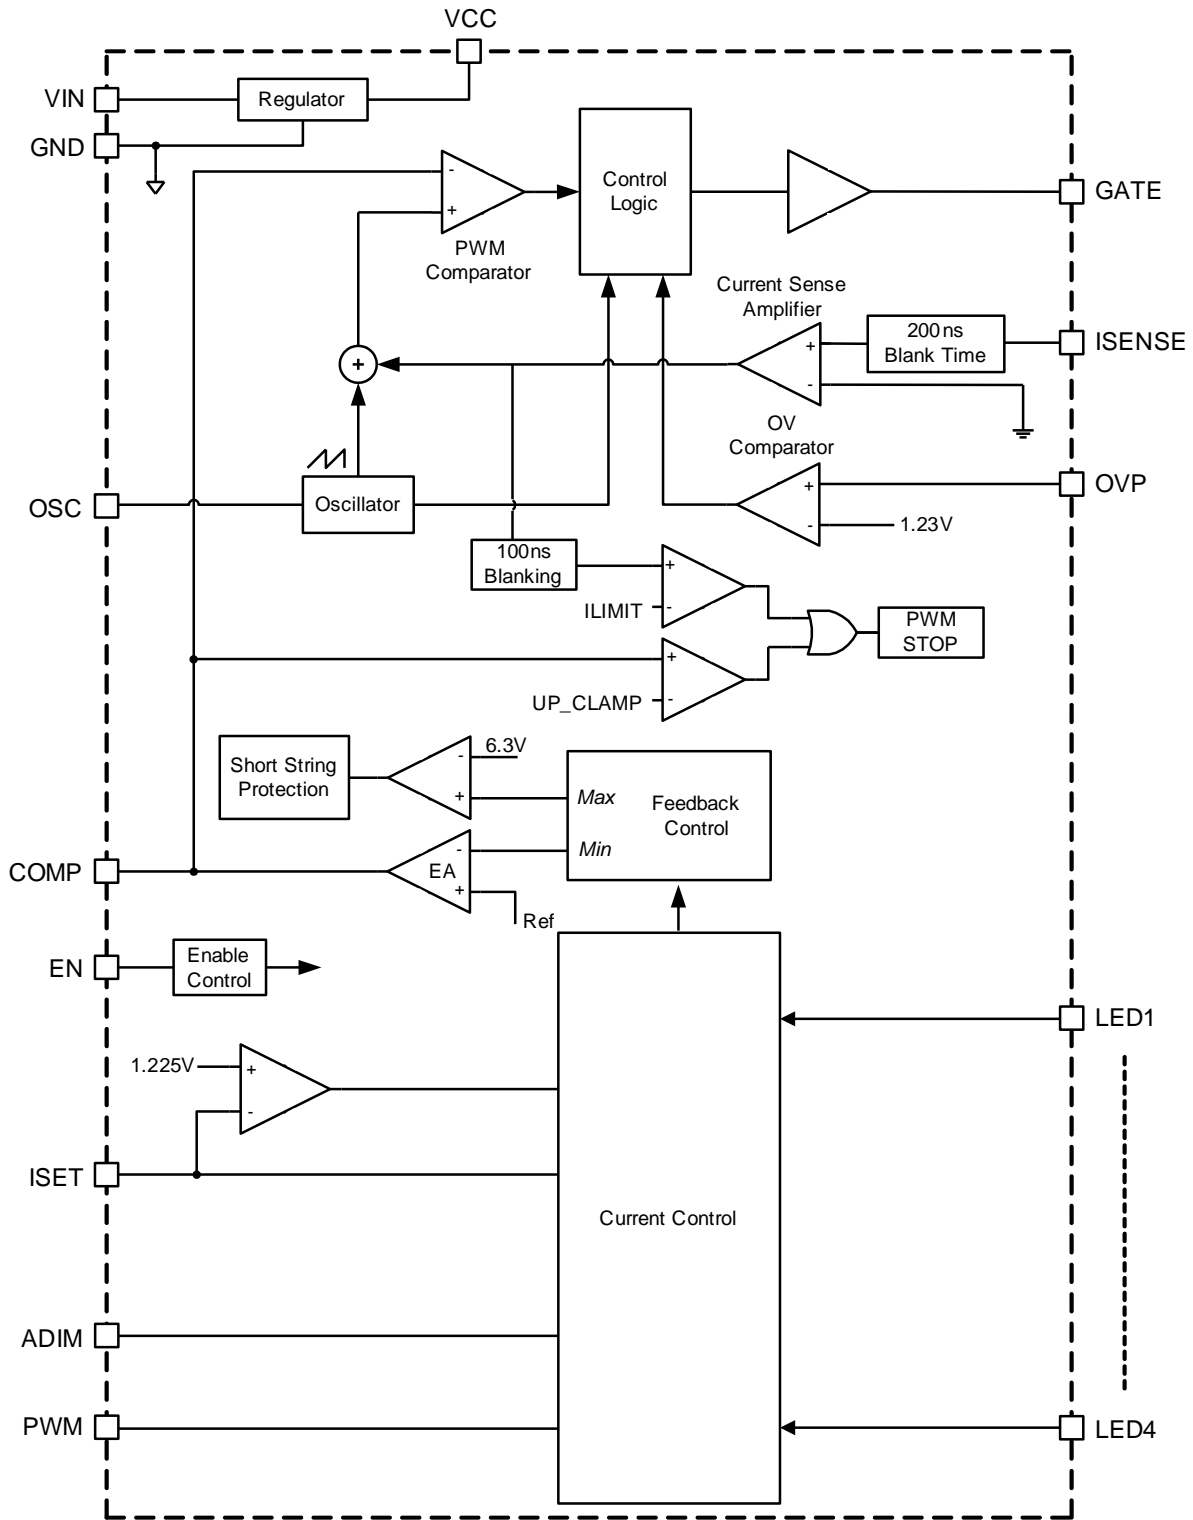 VCC
VIN
Regulator
GND
-
+
PWM
Comparator
Control
Logic
GATE
Current Sense
Amplifier
+
-
200ns
Blank Time
ISENSE
+
OV
Comparator
+
-
1.23V
OVP
OSC
Oscillator
100ns
Blanking
+
-
ILIMIT
PWM
STOP
+
-
UP_CLAMP
Short String
Protection
-
+
6.3V
Max
Min
Feedback
Control
COMP
EA
-
+
Ref
EN
Enable
Control
LED1
1.225V
+
-
ISET
Current Control
ADIM
PWM
LED4